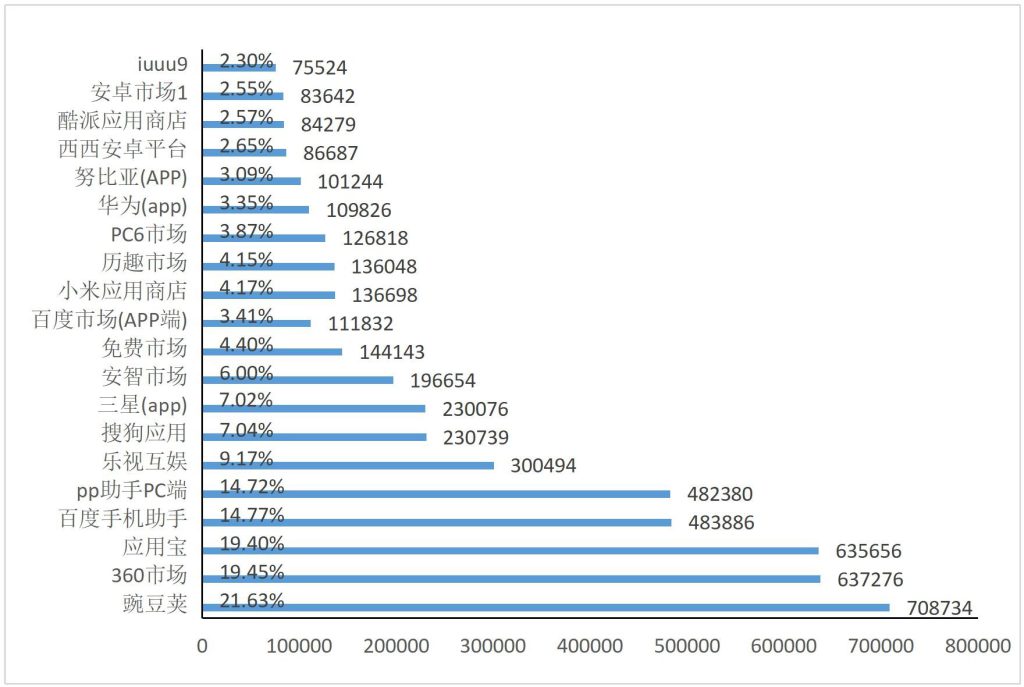 iuuu9 2.30% 75524
安卓市场1 2.55% 83642
酷派应用商店 2.57% 84279
西西安卓平台 2.65% 86687
努比亚(APP) 3.09% 101244
华为(app) 3.35% 109826
PC6市场 3.87% 126818
历趣市场 4.15% 136048
小米应用商店 4.17% 136698
百度市场(APP端) 3.41% 111832
免费市场 4.40% 144143
安智市场 6.00% 196654
三星(app) 7.02% 230076
搜狗应用 7.04% 230739
乐视互娱 9.17% 300494
pp助手PC端 14.72% 482380
百度手机助手 14.77% 483886
应用宝 19.40% 635656
360市场 19.45% 637276
豌豆荚 21.63% 708734
0 100000 200000 300000 400000 500000 600000 700000 800000